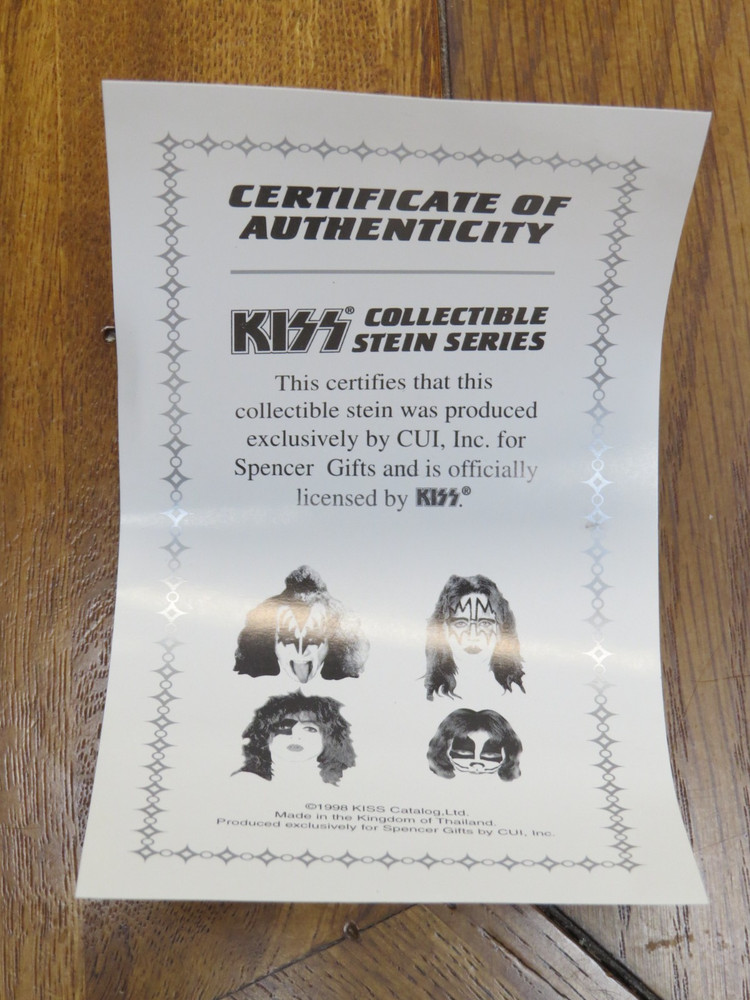 CERTIFICATE OF
AUTHENTICITY
KISS® COLLECTIBLE
STEIN SERIES
This certifies that this
collectible stein was produced
exclusively by CUI, Inc. for
Spencer Gifts and is officially
licensed by KISS.®
©1998 KISS Catalog,Ltd.
Made in the Kingdom of Thailand.
Produced exclusively for Spencer Gifts by CUI, Inc.